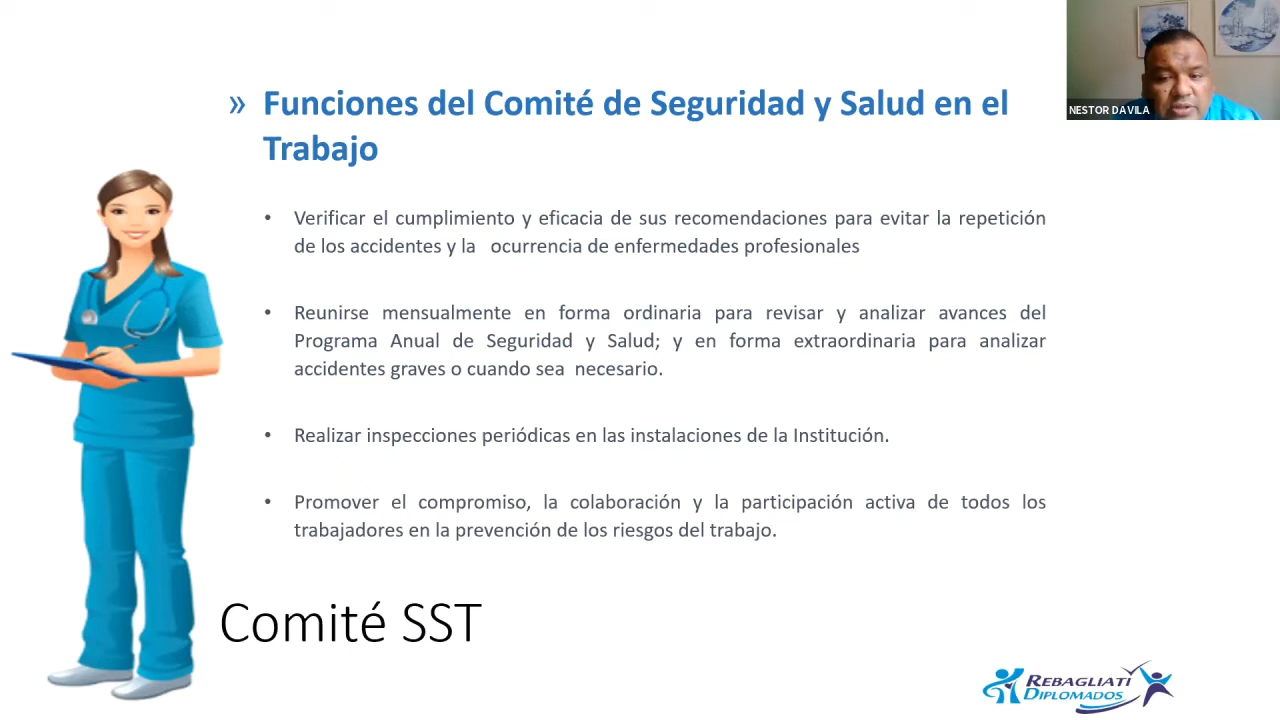 » Funciones del Comité de Seguridad y Salud en el
Trabajo
NESTOR DAVILA
• Verificar el cumplimiento y eficacia de sus recomendaciones para evitar la repetición
de los accidentes y la ocurrencia de enfermedades profesionales
• Reunirse mensualmente en forma ordinaria para revisar y analizar avances del
Programa Anual de Seguridad y Salud; y en forma extraordinaria para analizar
accidentes graves o cuando sea necesario.
• Realizar inspecciones periódicas en las instalaciones de la Institución.
• Promover el compromiso, la colaboración y la participación activa de todos los
trabajadores en la prevención de los riesgos del trabajo.
Comité SST
REBAGLIATI
DIPLOMADOS